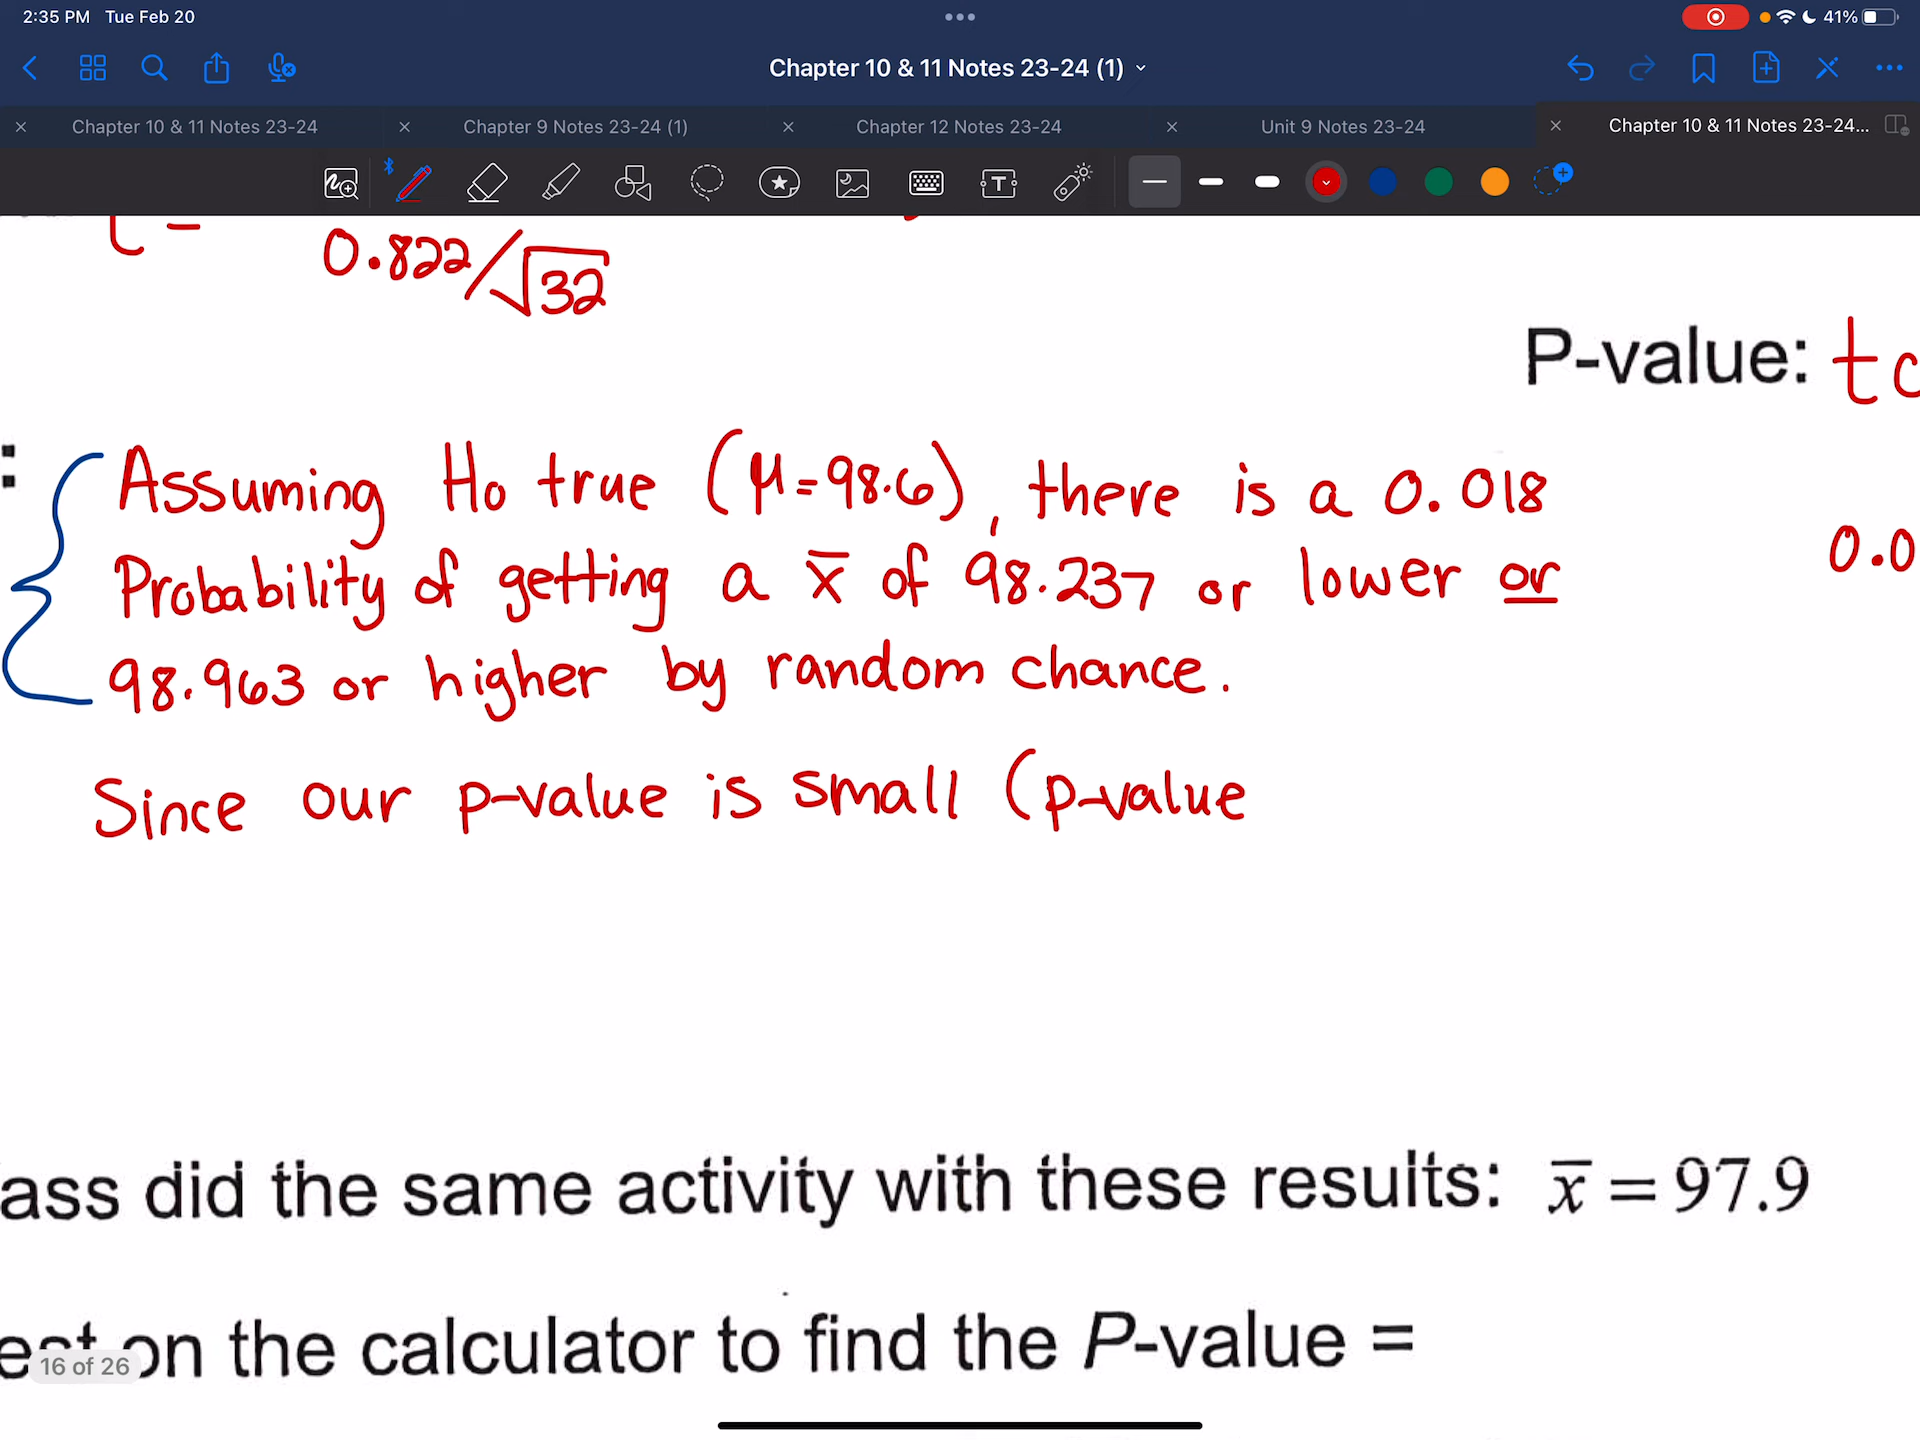 2:35 PM Tue Feb 20
41%
Chapter 10 & 11 Notes 23-24 (1)
Chapter 10 & 11 Notes 23-24
Chapter 9 Notes 23-24 (1)
Chapter 12 Notes 23-24
Unit 9 Notes 23-24
Chapter 10 & 11 Notes 23-24...
t =
0.822/√32
P-value: tc
Assuming Ho true (μ=98.6), there is a 0.018
0.0
Probability of getting a x̄ of 98.237 or lower or
98.963 or higher by random chance.
Since our p-value is small (p-value
ass did the same activity with these results: x̄ = 97.9
est on the calculator to find the P-value =
16 of 26